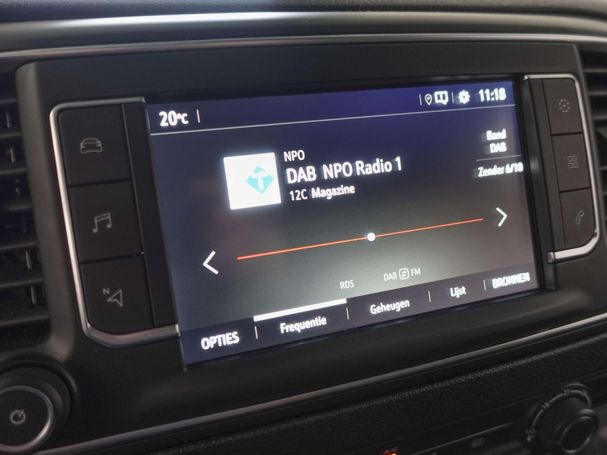 20°C 11:18
NPO
DAB NPO Radio 1
12C Magazine
Band
DAB
Zender 6/10
RDS DAB FM
OPTIES Frequentie Geheugen Lijst BRONNEN
N
T